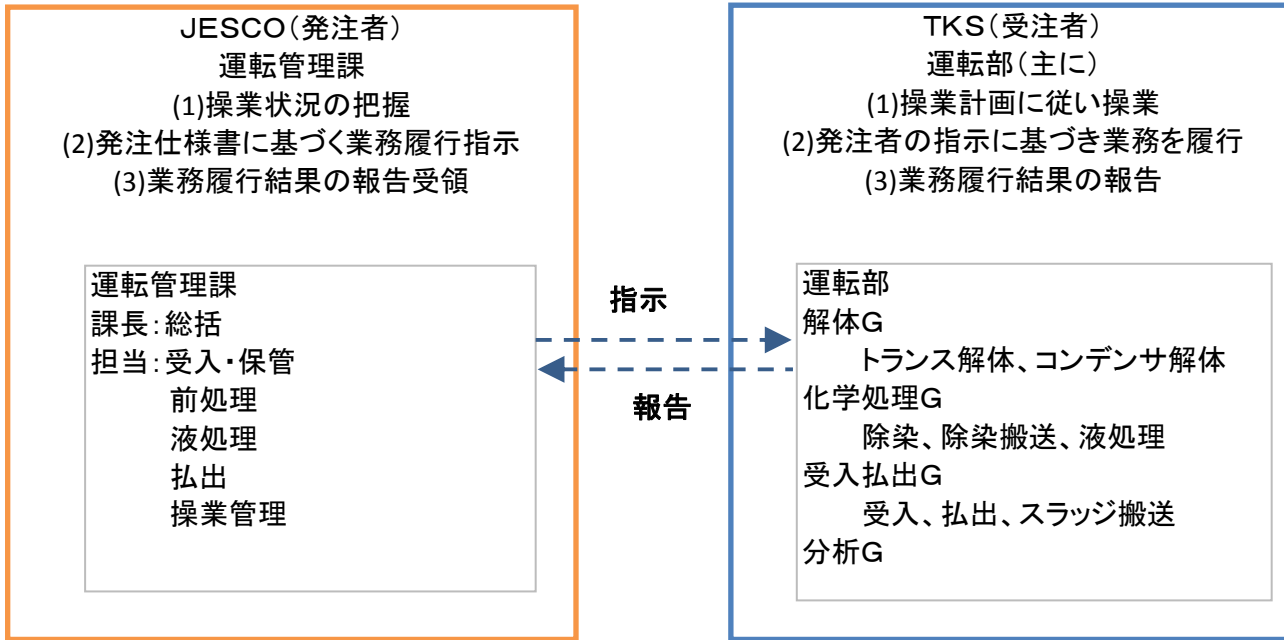 JESCO（発注者）
運転管理課
(1)操業状況の把握
(2)発注仕様書に基づく業務履行指示
(3)業務履行結果の報告受領
運転管理課
課長：総括
担当：受入・保管
前処理
液処理
払出
操業管理
指示
報告
TKS（受注者）
運転部（主に）
(1)操業計画に従い操業
(2)発注者の指示に基づき業務を履行
(3)業務履行結果の報告
運転部
解体G
トランス解体、コンデンサ解体
化学処理G
除染、除染搬送、液処理
受入払出G
受入、払出、スラッジ搬送
分析G